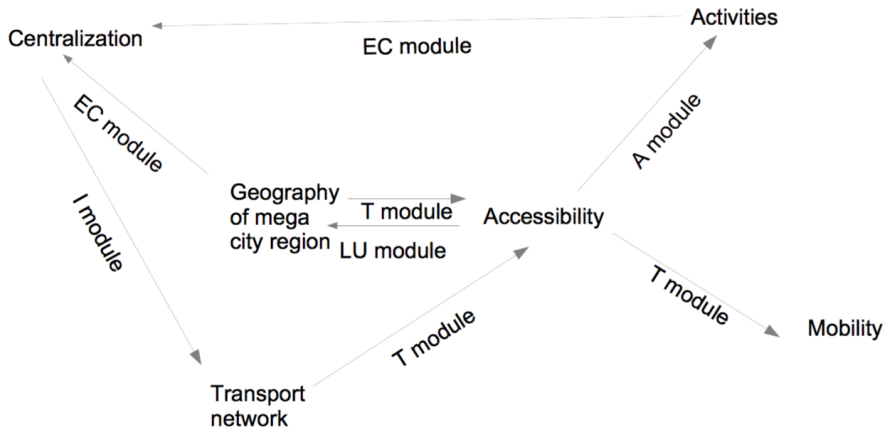 Activities
Centralization
EC module
EC module
A module
Geography
of mega
city region
T module
Accessibility
LU module
I module
T module
T module
Mobility
Transport
network